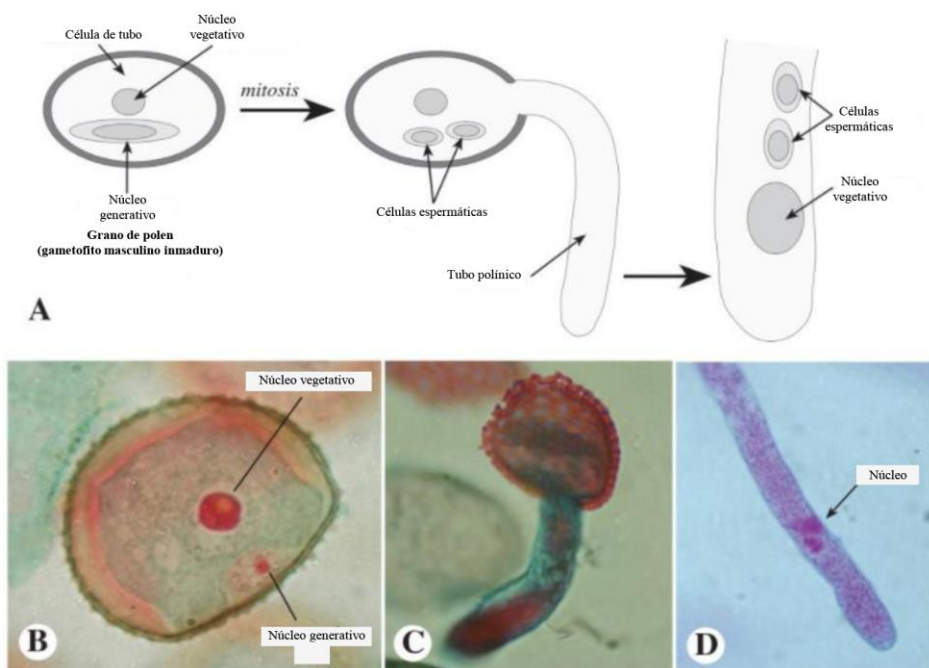 Célula de tubo
Núcleo
vegetativo
mitosis
Núcleo
generativo
Grano de polen
(gametofito masculino inmaduro)
Células espermáticas
Tubo polínico
Células
espermáticas
Núcleo
vegetativo
A
Núcleo vegetativo
Núcleo generativo
B
C
Núcleo
D